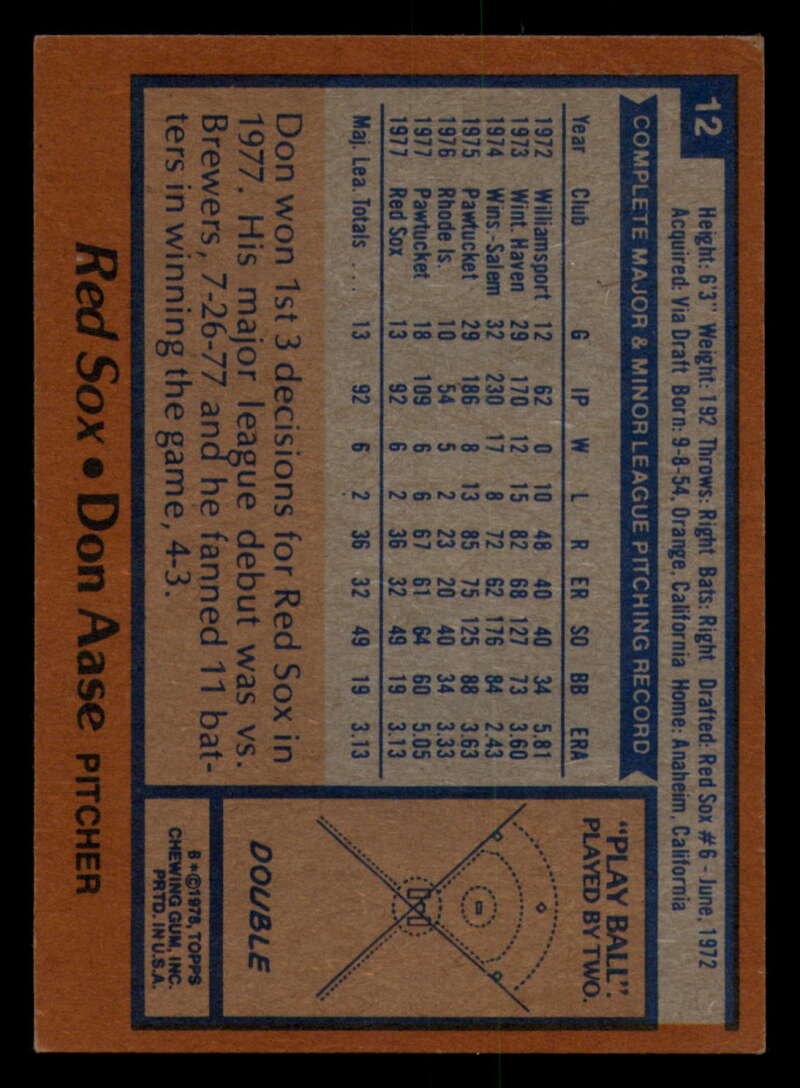 12
Height: 6'3" Weight: 192 Throws: Right Bats: Right Drafted: Red Sox #6 - June, 1972
Acquired: Via Draft Born: 9-8-54, Orange, California Home: Anaheim, California
COMPLETE MAJOR & MINOR LEAGUE PITCHING RECORD
Year Club G IP W L R ER SO BB ERA
1972 Williamsport 12 62 0 10 48 40 40 34 5.81
1973 Wint. Haven 29 170 12 15 82 68 127 73 3.60
1974 Wins.-Salem 32 230 17 8 72 62 176 84 2.43
1975 Pawtucket 29 186 8 13 85 75 125 88 3.63
1976 Rhode Is. 10 54 5 2 23 20 40 34 3.33
1977 Pawtucket 18 109 6 6 67 61 64 60 5.05
1977 Red Sox 13 92 6 2 36 32 49 19 3.13
Maj. Lea. Totals .... 13 92 6 2 36 32 49 19 3.13
Don won 1st 3 decisions for Red Sox in
1977. His major league debut was vs.
Brewers, 7-26-77 and he fanned 11 bat-
ters in winning the game, 4-3.
"PLAY BALL".
PLAYED BY TWO.
DOUBLE
B*©1978, TOPPS
CHEWING GUM, INC.
PRTD. IN U.S.A.
Red Sox • Don Aase PITCHER